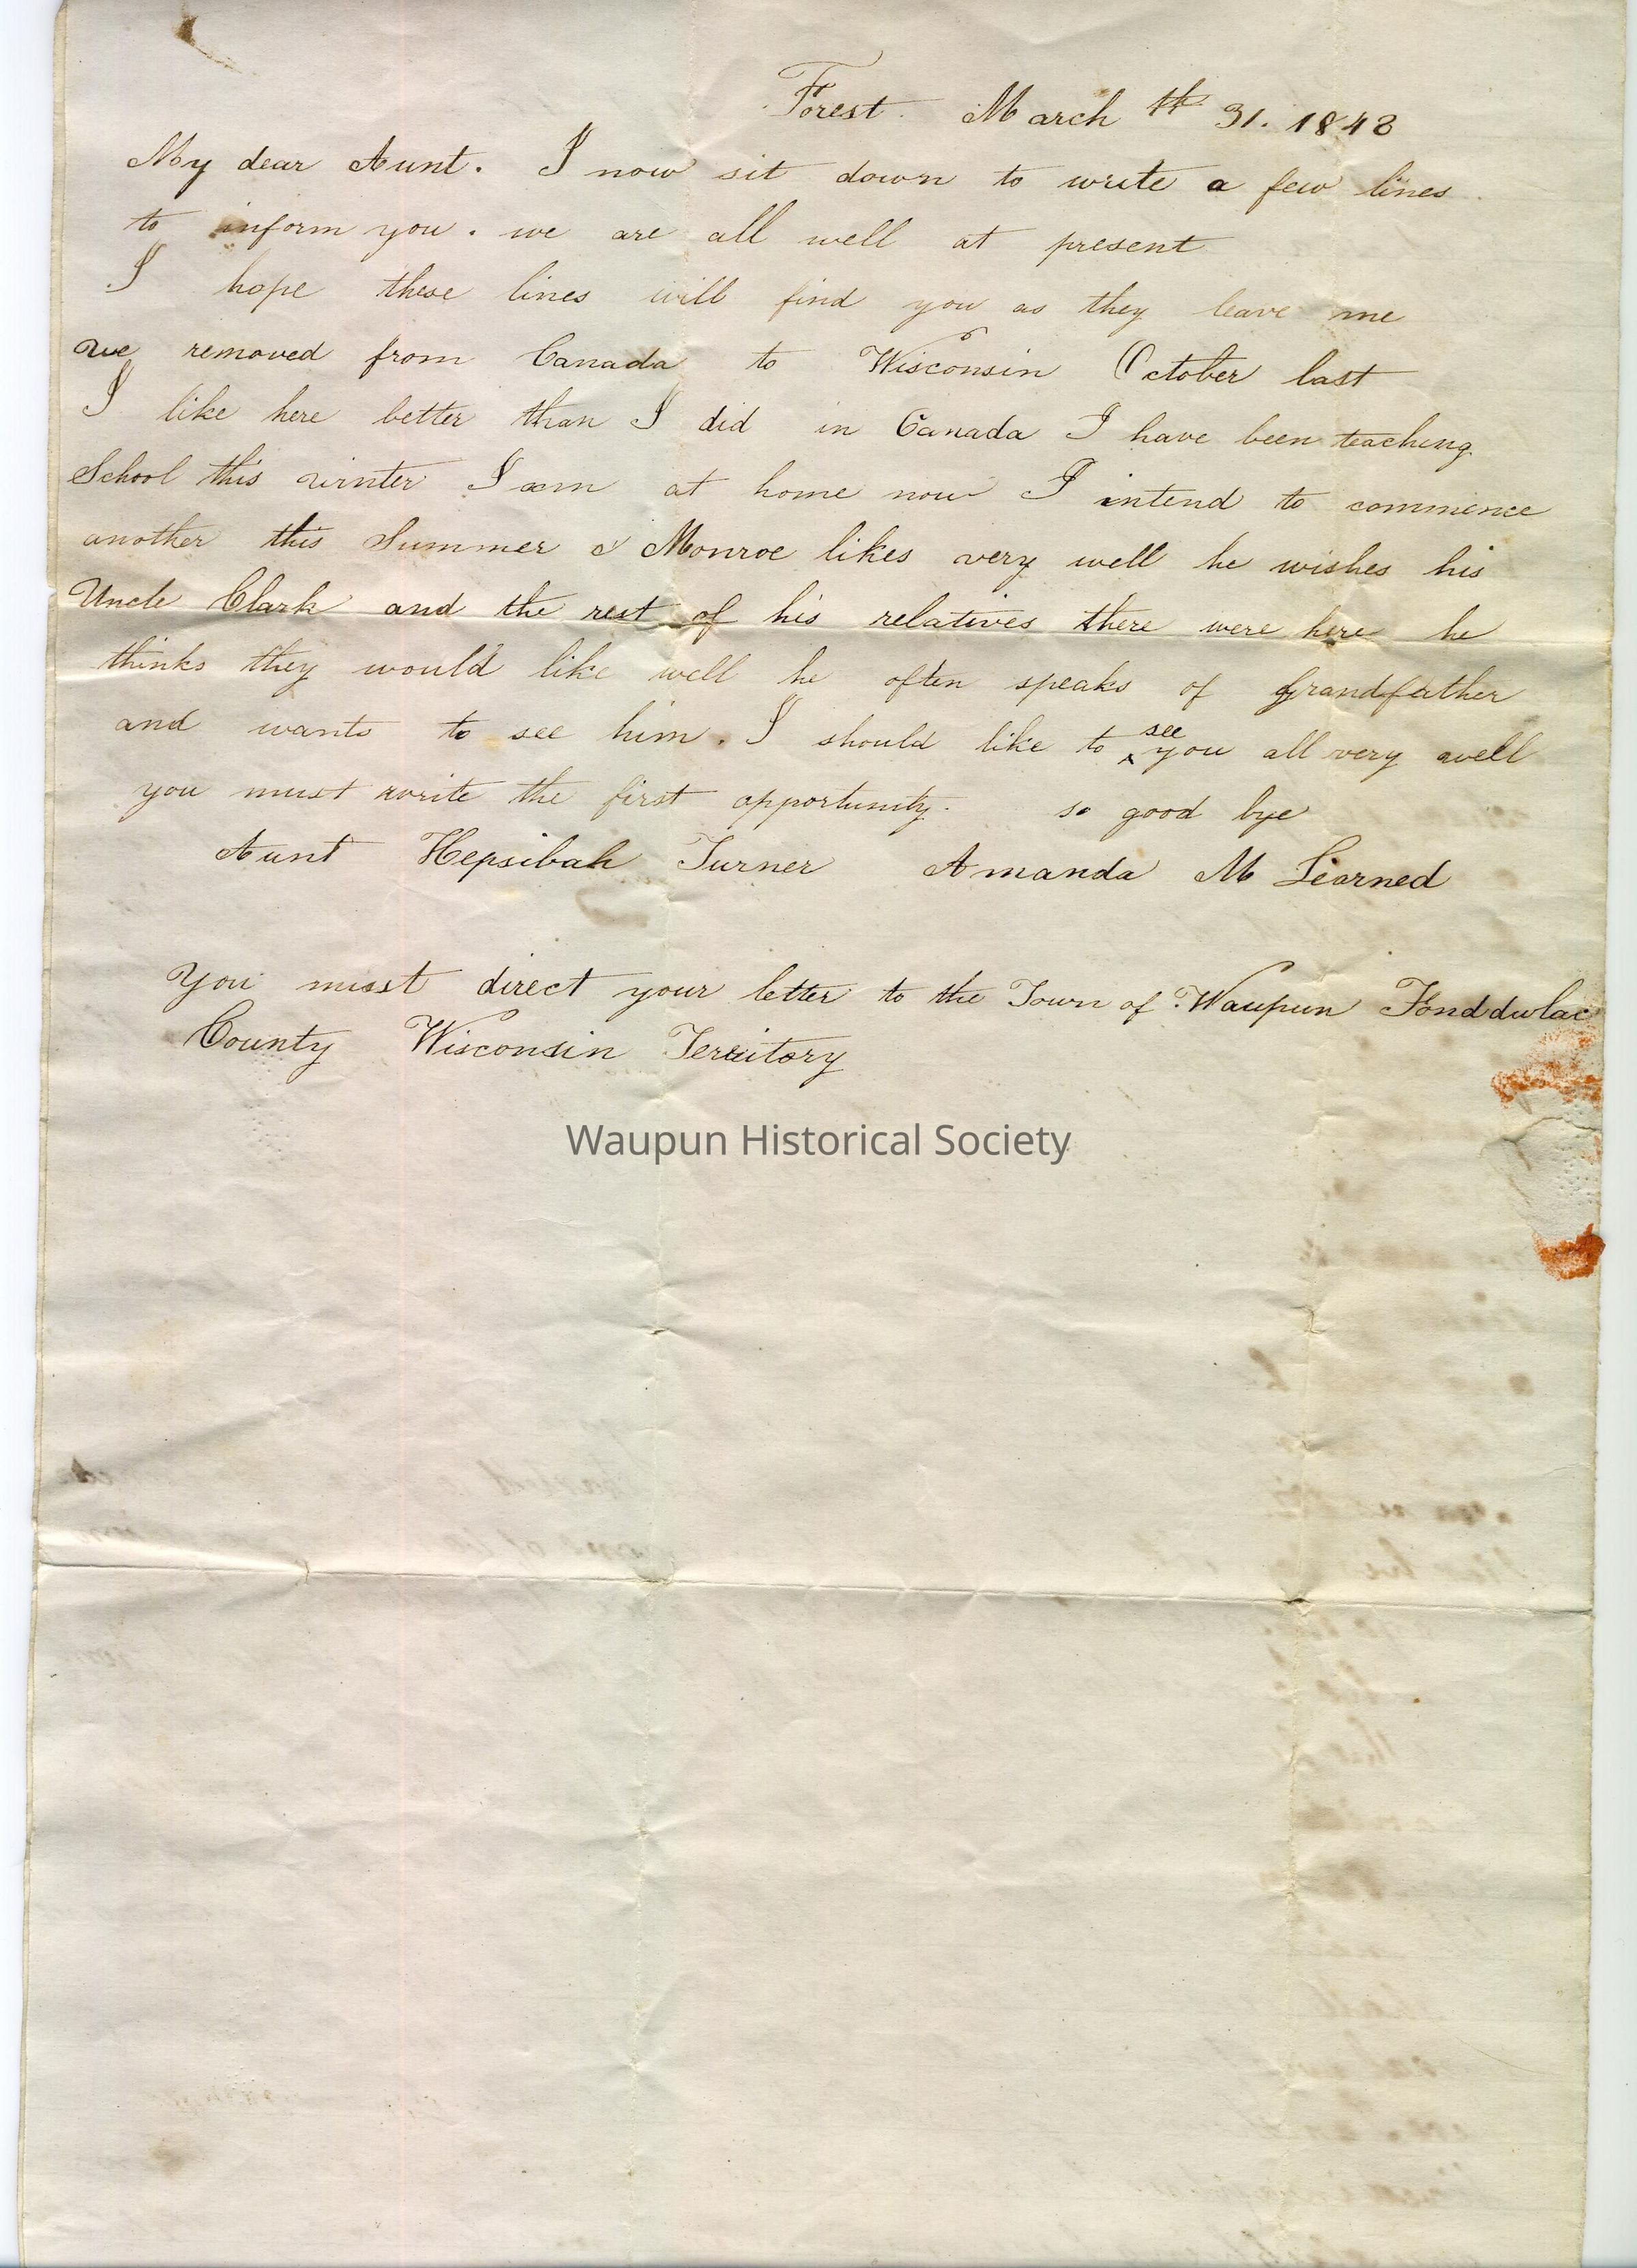 Forest. March th 31. 1843
My dear Aunt. I now sit down to write a few lines
to inform you. we are all well at present
I hope these lines will find you as they leave me
we removed from Canada to Wisconsin October last
I like here better than I did in Canada I have been teaching
School this winter I am at home now I intend to commence
another this Summer & Monroe likes very well he wishes his
Uncle Clark and the rest of his relatives there were here he
thinks they would like well he often speaks of Grandfather
and wants to see him. I should like to see you all very well
you must write the first opportunity. so good bye
Aunt Hepsibah Turner Amanda M Learned
You must direct your letter to the Town of Waupun Fonddulac
County Wisconsin Territory
Waupun Historical Society